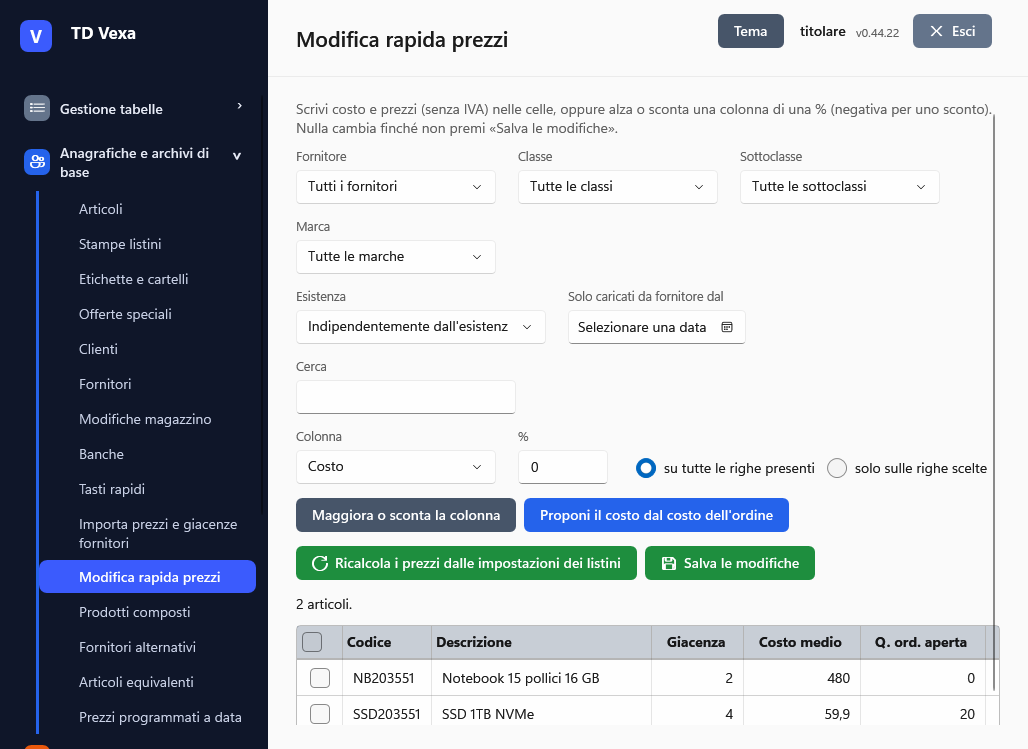 V
TD Vexa
Gestione tabelle
Anagrafiche e archivi di
base
Articoli
Stampe listini
Etichette e cartelli
Offerte speciali
Clienti
Fornitori
Modifiche magazzino
Banche
Tasti rapidi
Importa prezzi e giacenze
fornitori
Modifica rapida prezzi
Prodotti composti
Fornitori alternativi
Articoli equivalenti
Prezzi programmati a data
Modifica rapida prezzi
Tema
titolare
v0.44.22
Esci
Scrivi costo e prezzi (senza IVA) nelle celle, oppure alza o sconta una colonna di una % (negativa per uno sconto).
Nulla cambia finché non premi «Salva le modifiche».
Fornitore Classe Sottoclasse
Tutti i fornitori Tutte le classi Tutte le sottoclassi
Marca
Tutte le marche
Esistenza Solo caricati da fornitore dal
Indipendentemente dall'esistenz Selezionare una data
Cerca
Colonna %
Costo 0 su tutte le righe presenti solo sulle righe scelte
Maggiora o sconta la colonna Proponi il costo dal costo dell'ordine
Ricalcola i prezzi dalle impostazioni dei listini Salva le modifiche
2 articoli.
Codice Descrizione Giacenza Costo medio Q. ord. aperta
NB203551 Notebook 15 pollici 16 GB 2 480 0
SSD203551 SSD 1TB NVMe 4 59,9 20